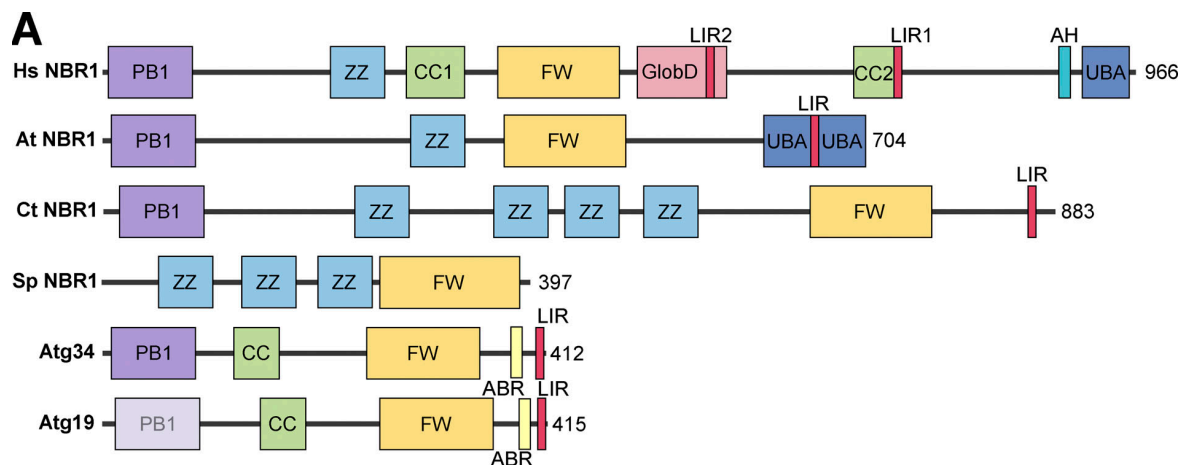 A
LIR2 LIR1 AH
Hs NBR1 PB1 ZZ CC1 FW GlobD CC2 UBA 966
LIR
At NBR1 PB1 ZZ FW UBA UBA 704
LIR
Ct NBR1 PB1 ZZ ZZ ZZ ZZ FW 883
Sp NBR1 ZZ ZZ ZZ FW 397
LIR
Atg34 PB1 CC FW 412
ABR LIR
Atg19 PB1 CC FW 415
ABR